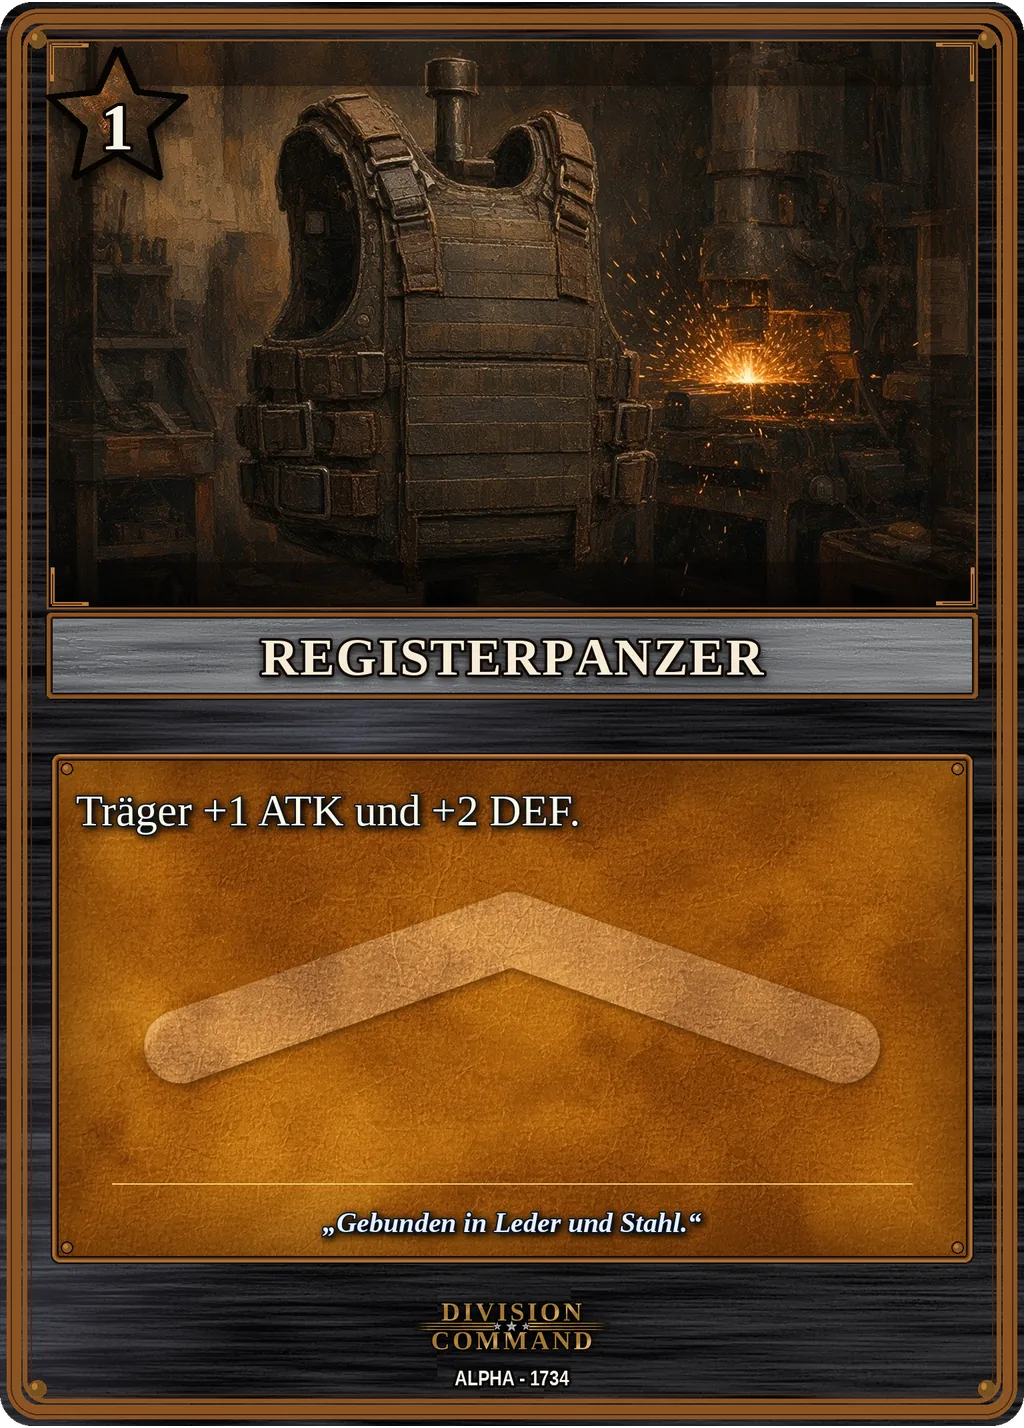 1
REGISTERPANZER
Träger +1 ATK und +2 DEF.
„Gebunden in Leder und Stahl.“
DIVISION
COMMAND
ALPHA - 1734